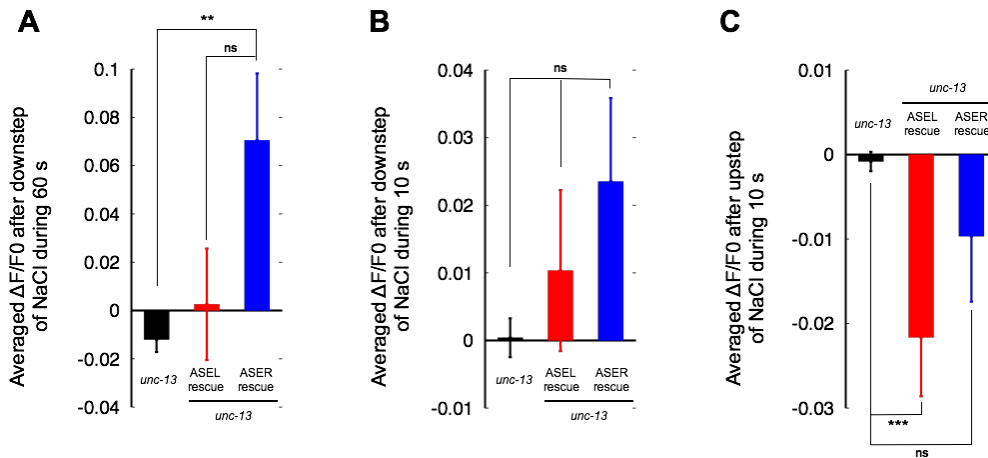 A
Averaged ΔF/F0 after downstep
of NaCl during 60 s
0.1
0.08
0.06
0.04
0.02
0
-0.02
-0.04
**
ns
unc-13
ASEL
rescue
ASER
rescue
unc-13
B
Averaged ΔF/F0 after downstep
of NaCl during 10 s
0.04
0.03
0.02
0.01
0
-0.01
ns
unc-13
ASEL
rescue
ASER
rescue
unc-13
C
Averaged ΔF/F0 after upstep
of NaCl during 10 s
0.01
0
-0.01
-0.02
-0.03
unc-13
unc-13
ASEL
rescue
ASER
rescue
***
ns